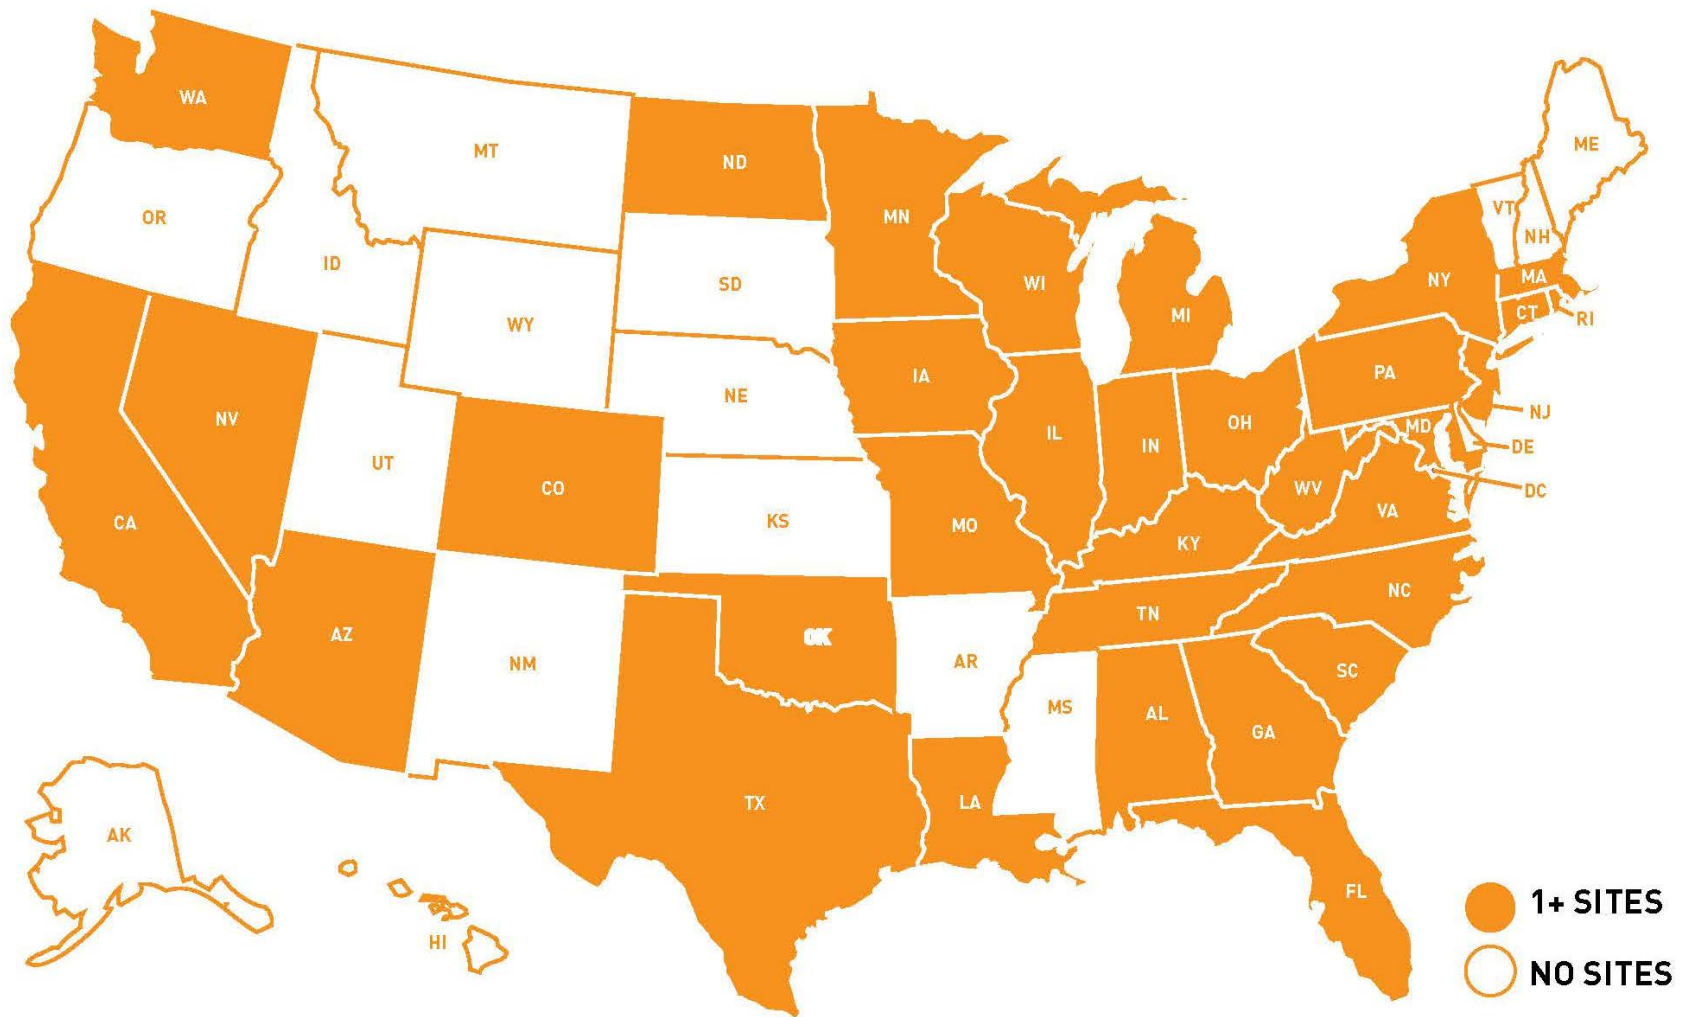 WA
MT
ND
OR
ID
MN
SD
WY
WI
MI
NY
VT
NH
ME
MA
CT
RI
NV
UT
CO
NE
IA
IL
IN
OH
PA
NJ
MD
DE
DC
CA
KS
MO
WV
VA
KY
AZ
NM
OK
AR
TN
NC
SC
MS
AL
GA
TX
LA
FL
AK
HI
1+ SITES
NO SITES